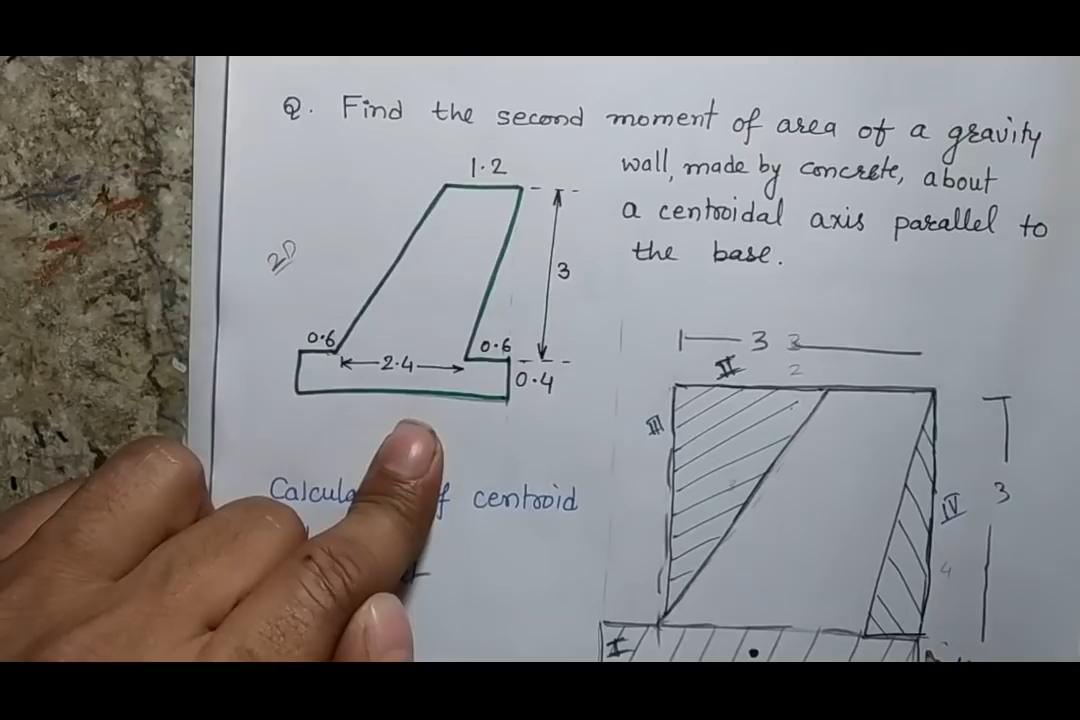 Q. Find the second moment of area of a gravity
wall, made by concrete, about
a centroidal axis parallel to
the base.
1.2
3
0.6
2.4
0.6
0.4
3
II
III
3
IV
I
of centroid